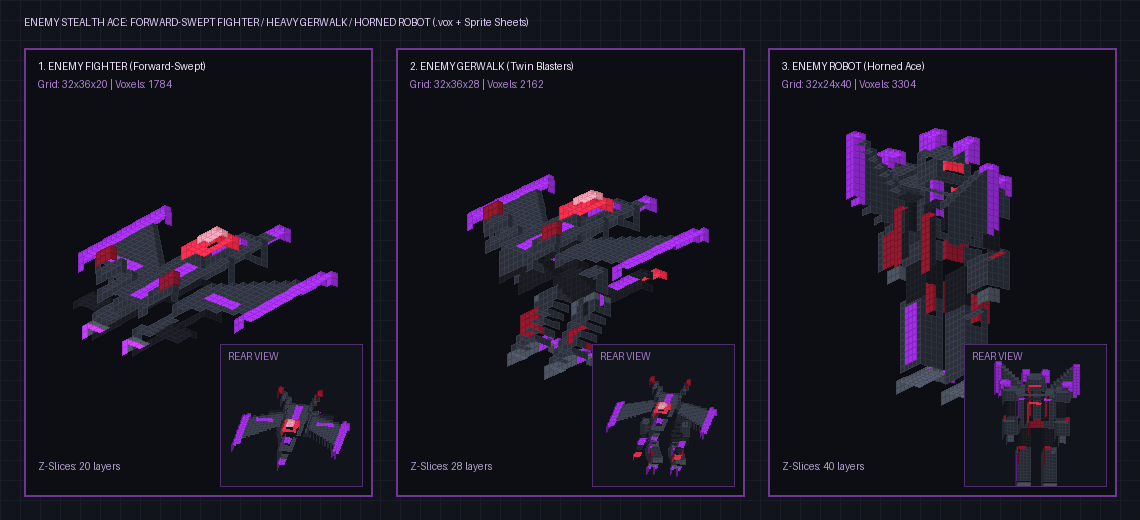 ENEMY STEALTH ACE: FORWARD-SWEPT FIGHTER / HEAVY GERWALK / HORNED ROBOT (.vox + Sprite Sheets)
1. ENEMY FIGHTER (Forward-Swept)
Grid: 32x36x20 | Voxels: 1784
REAR VIEW
Z-Slices: 20 layers
2. ENEMY GERWALK (Twin Blasters)
Grid: 32x36x28 | Voxels: 2162
REAR VIEW
Z-Slices: 28 layers
3. ENEMY ROBOT (Horned Ace)
Grid: 32x24x40 | Voxels: 3304
REAR VIEW
Z-Slices: 40 layers